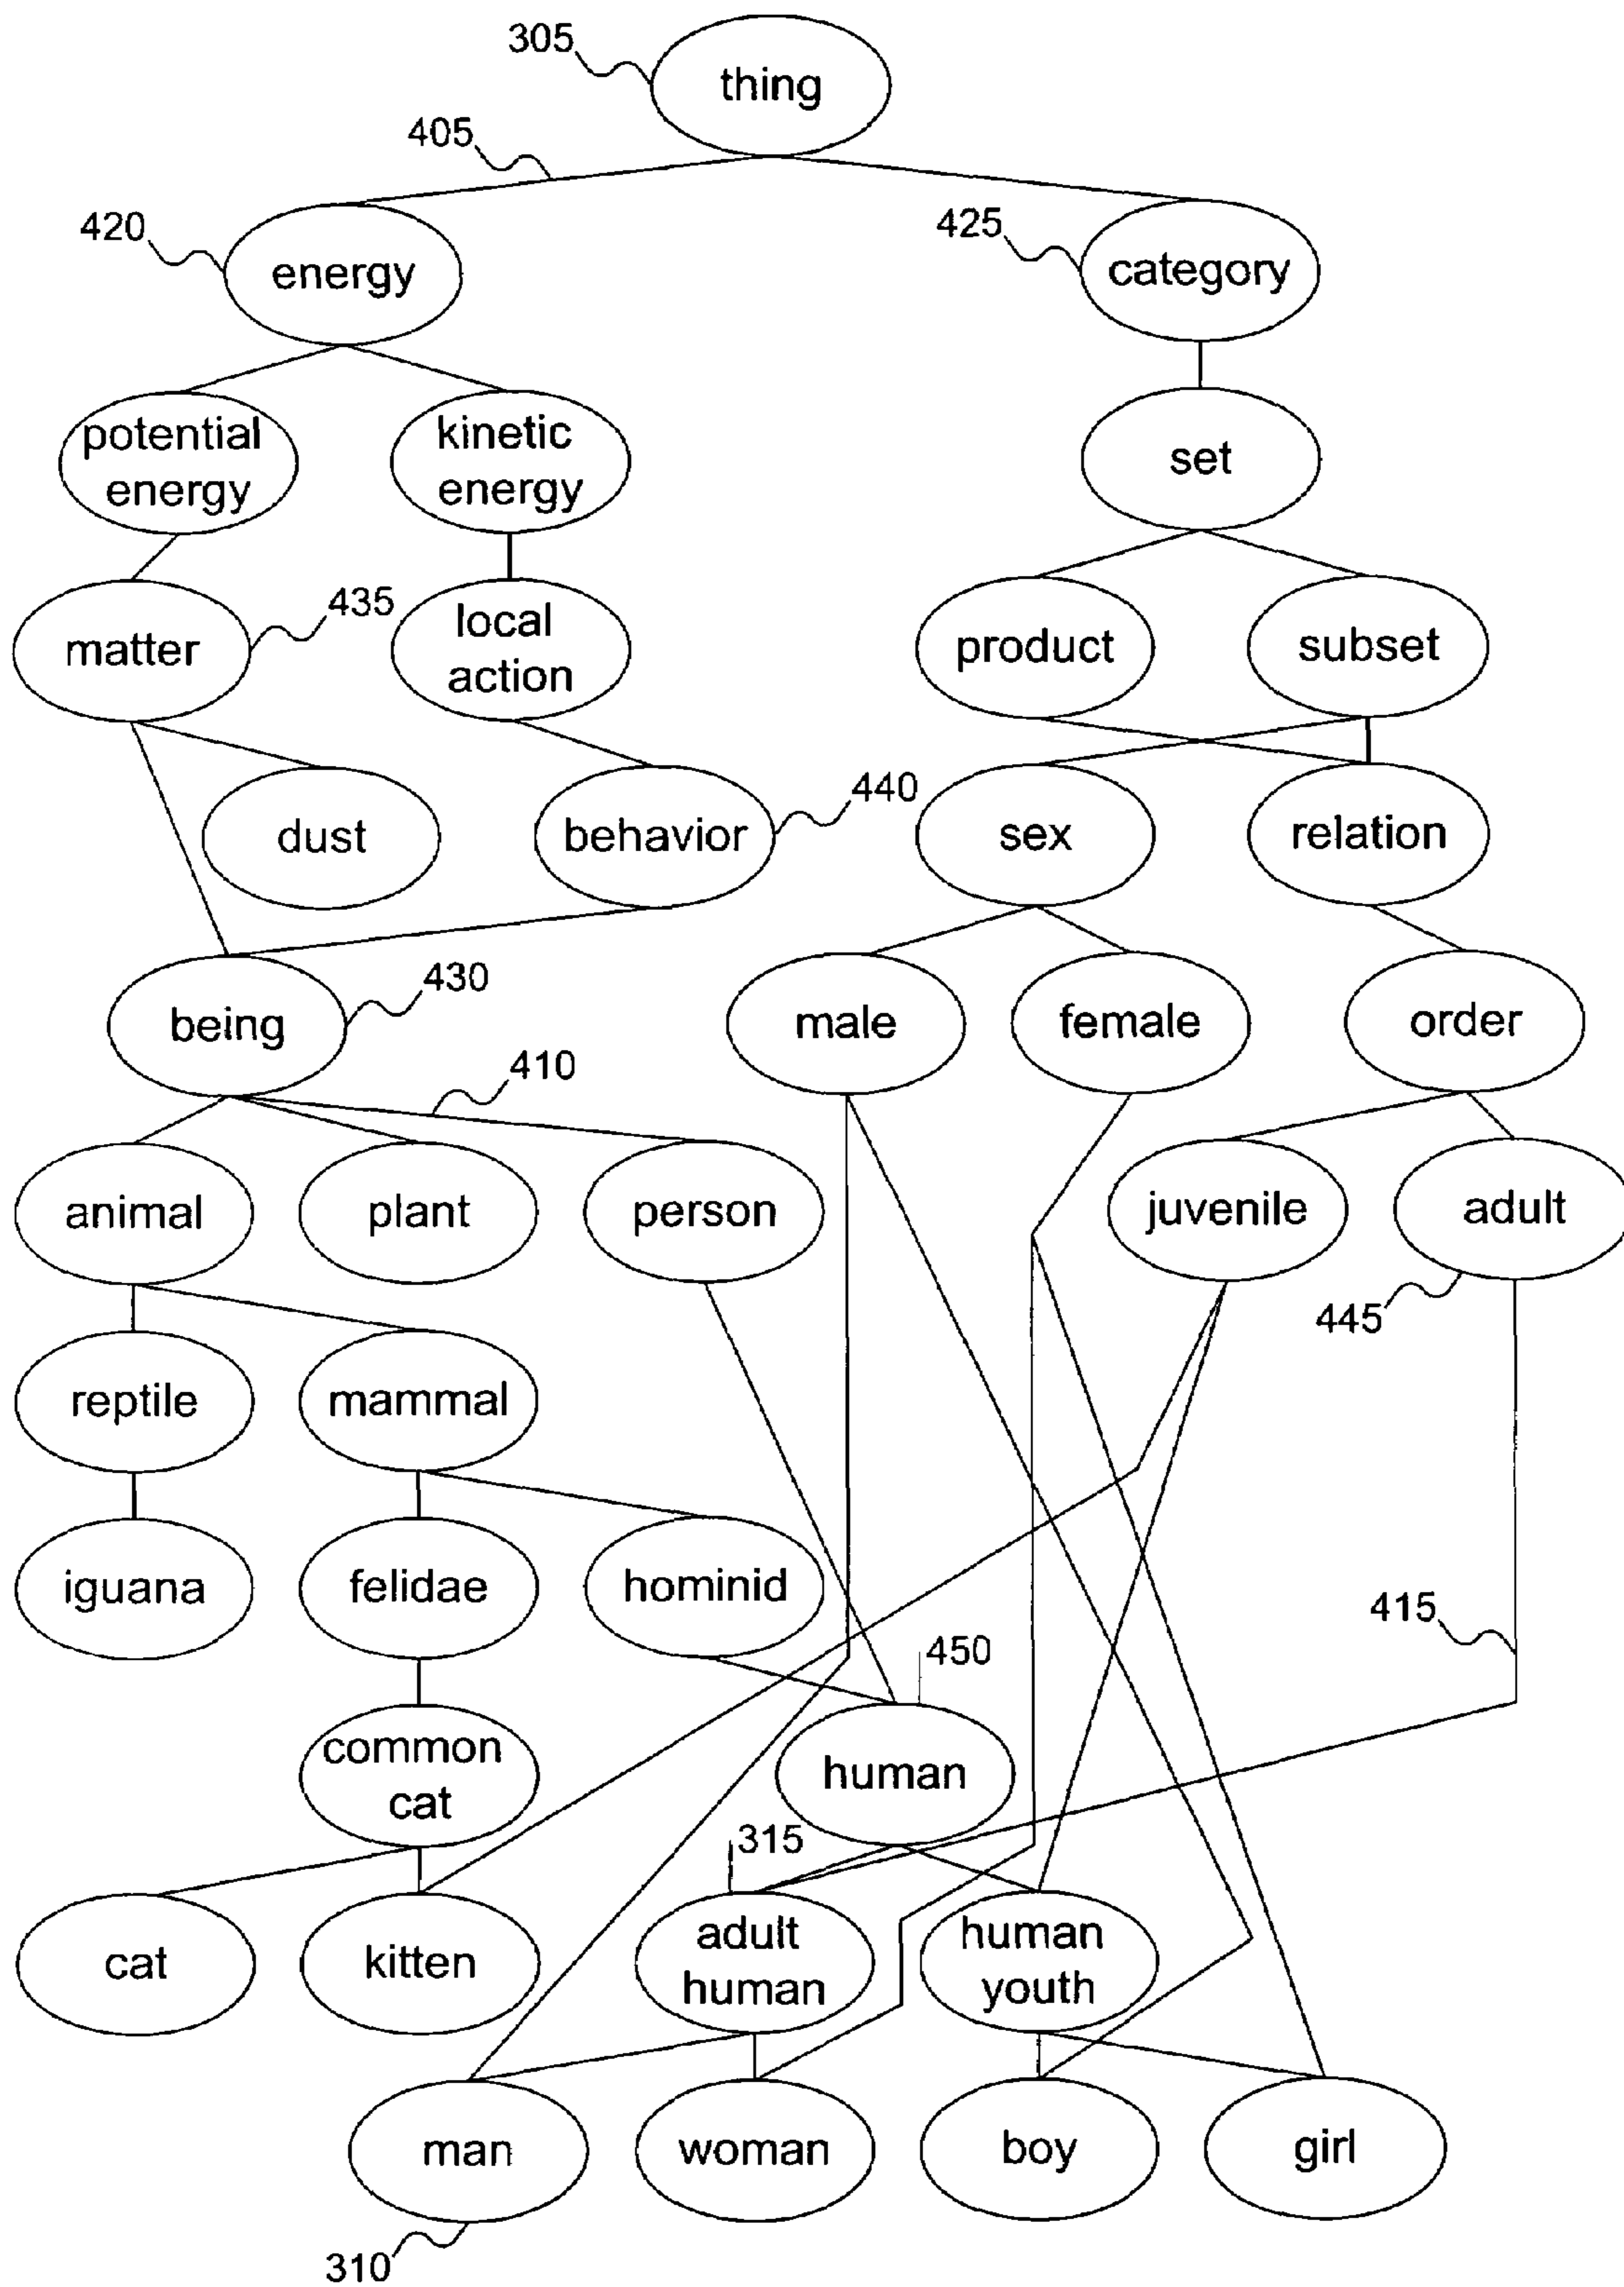 305
thing
405
420
energy
425
category
potential
energy
kinetic
energy
set
matter
435
local
action
product
subset
dust
behavior
440
sex
relation
being
430
male
female
order
410
animal
plant
person
juvenile
adult
445
reptile
mammal
iguana
felidae
hominid
415
450
common
cat
human
315
cat
kitten
adult
human
human
youth
man
woman
boy
girl
310